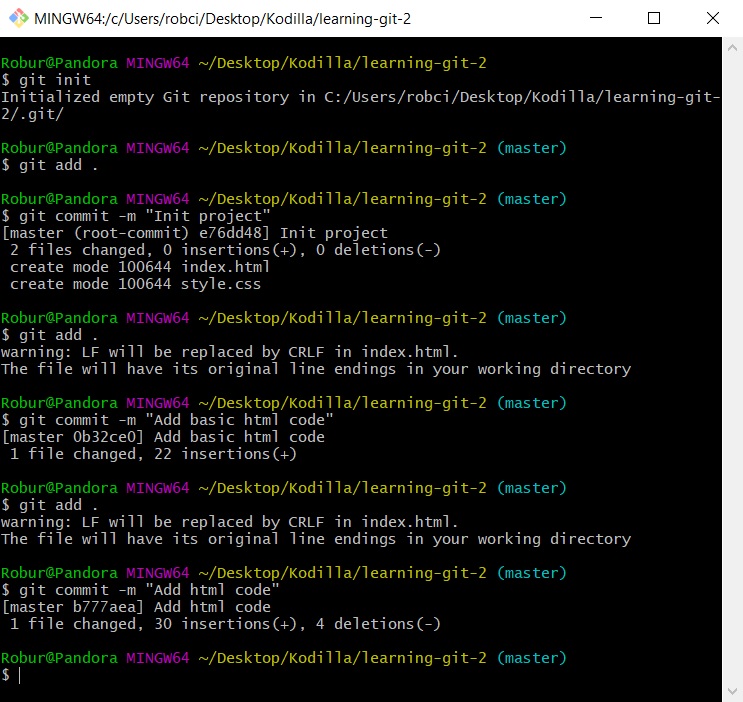 MINGW64:/c/Users/robci/Desktop/Kodilla/learning-git-2
Robur@Pandora MINGW64 ~/Desktop/Kodilla/learning-git-2
$ git init
Initialized empty Git repository in C:/Users/robci/Desktop/Kodilla/learning-git-
2/.git/
Robur@Pandora MINGW64 ~/Desktop/Kodilla/learning-git-2 (master)
$ git add .
Robur@Pandora MINGW64 ~/Desktop/Kodilla/learning-git-2 (master)
$ git commit -m "Init project"
[master (root-commit) e76dd48] Init project
 2 files changed, 0 insertions(+), 0 deletions(-)
 create mode 100644 index.html
 create mode 100644 style.css
Robur@Pandora MINGW64 ~/Desktop/Kodilla/learning-git-2 (master)
$ git add .
warning: LF will be replaced by CRLF in index.html.
The file will have its original line endings in your working directory
Robur@Pandora MINGW64 ~/Desktop/Kodilla/learning-git-2 (master)
$ git commit -m "Add basic html code"
[master 0b32ce0] Add basic html code
 1 file changed, 22 insertions(+)
Robur@Pandora MINGW64 ~/Desktop/Kodilla/learning-git-2 (master)
$ git add .
warning: LF will be replaced by CRLF in index.html.
The file will have its original line endings in your working directory
Robur@Pandora MINGW64 ~/Desktop/Kodilla/learning-git-2 (master)
$ git commit -m "Add html code"
[master b777aea] Add html code
 1 file changed, 30 insertions(+), 4 deletions(-)
Robur@Pandora MINGW64 ~/Desktop/Kodilla/learning-git-2 (master)
$